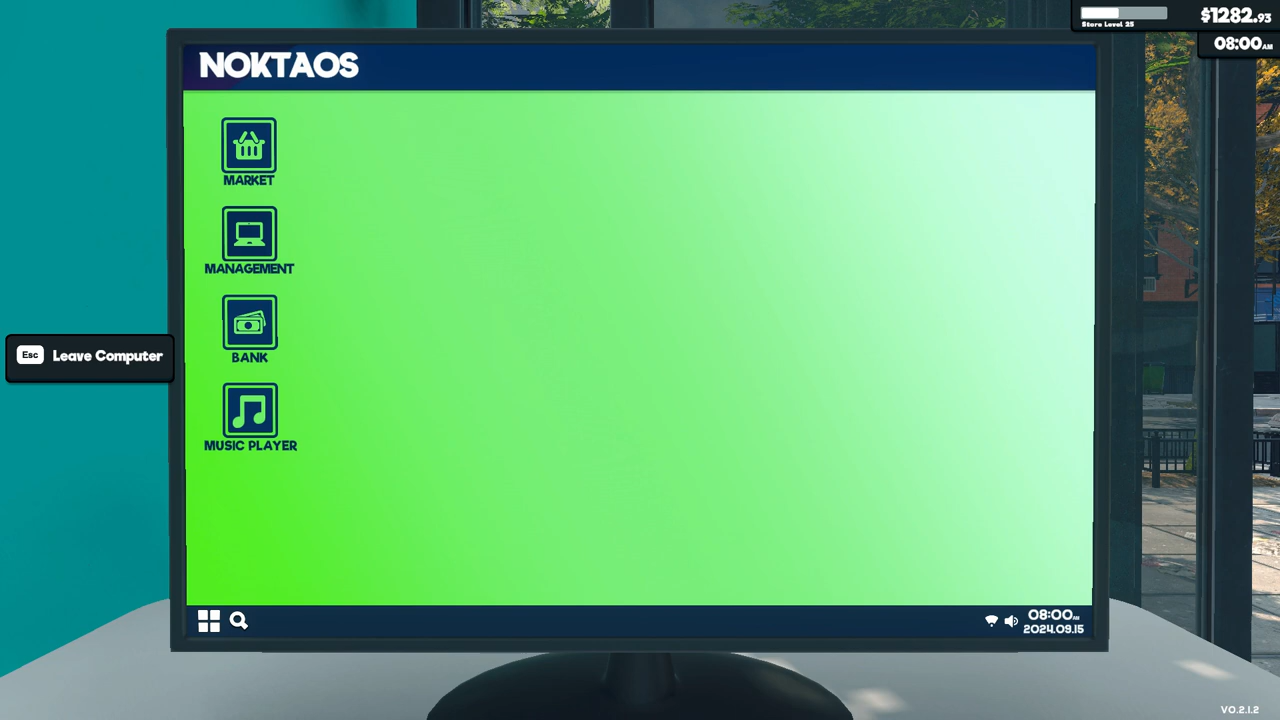 NOKTAOS
MARKET
MANAGEMENT
BANK
MUSIC PLAYER
Esc Leave Computer
Store Level 25
$1282.93
08:00AM
08:00AM
2024.09.15
V0.2.1.2